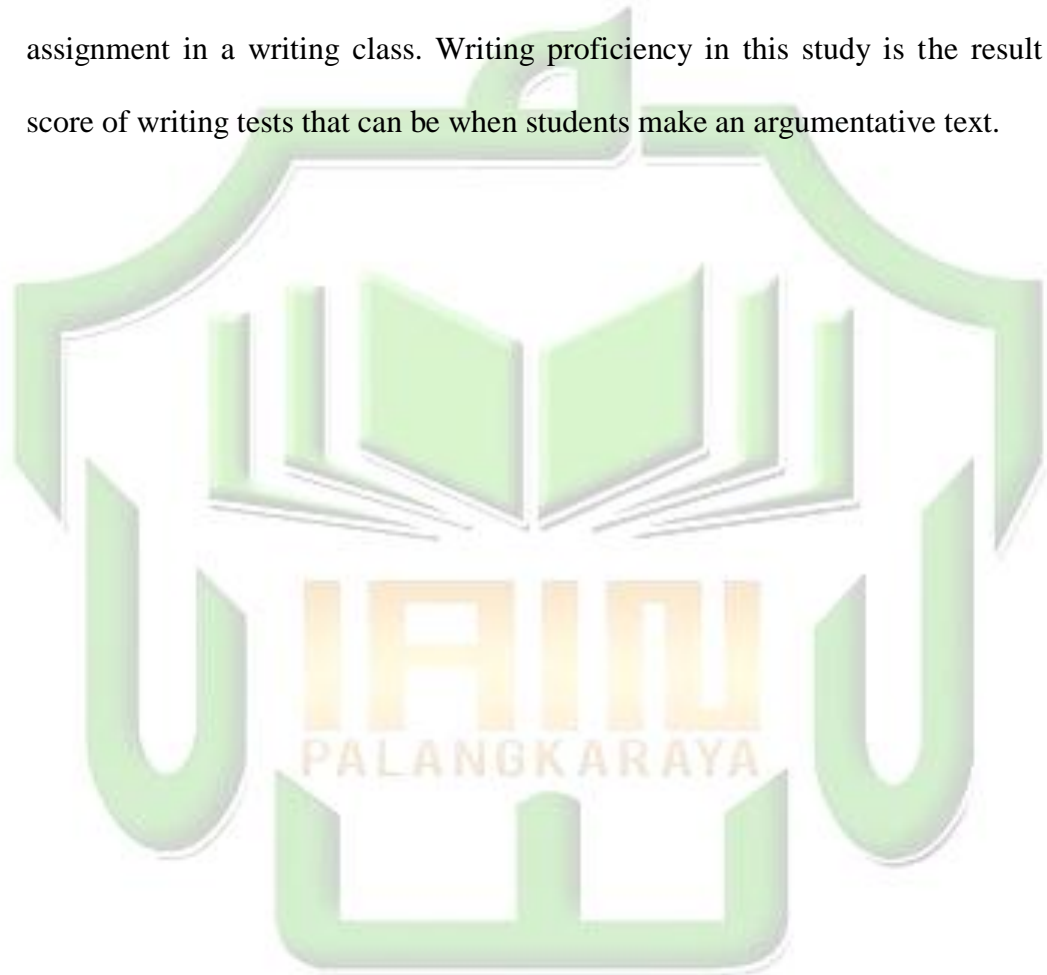 assignment in a writing class. Writing proficiency in this study is the result
score of writing tests that can be when students make an argumentative text.
IAIN
PALANGKARAYA